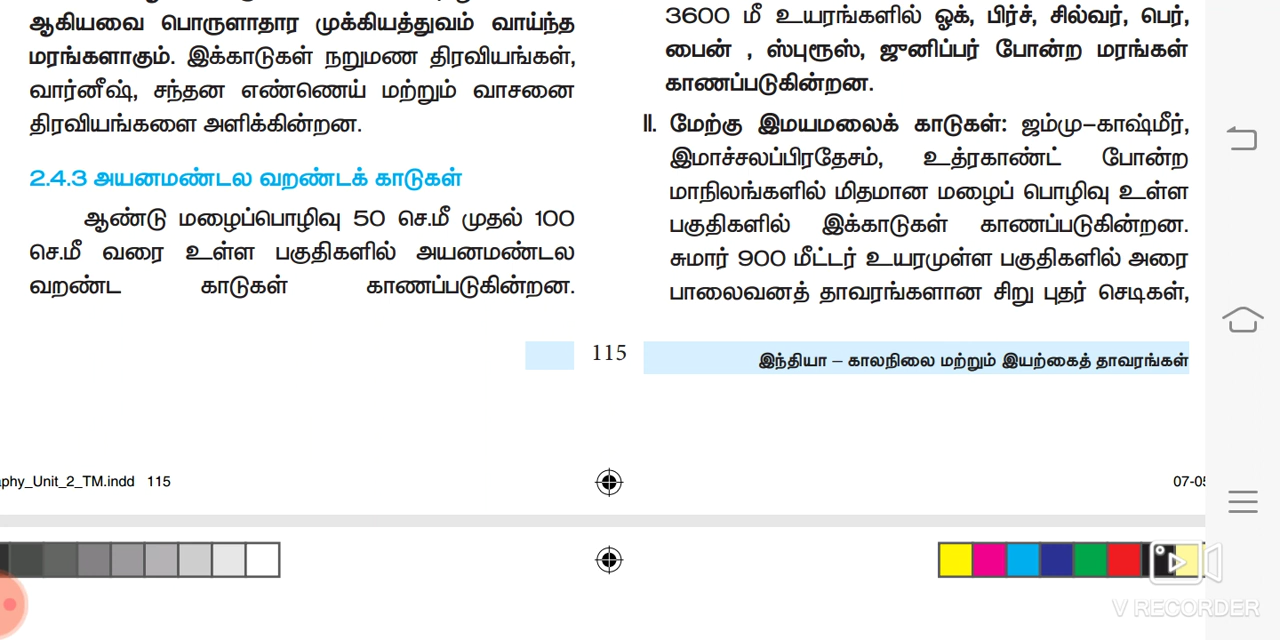 ஆகியவை பொருளாதார முக்கியத்துவம் வாய்ந்த
மரங்களாகும். இக்காடுகள் நறுமண திரவியங்கள்,
வார்னீஷ், சந்தன எண்ணெய் மற்றும் வாசனை
திரவியங்களை அளிக்கின்றன.
2.4.3 அயனமண்டல வறண்டக் காடுகள்
ஆண்டு மழைப்பொழிவு 50 செ.மீ முதல் 100
செ.மீ வரை உள்ள பகுதிகளில் அயனமண்டல
வறண்ட காடுகள் காணப்படுகின்றன.
3600 மீ உயரங்களில் ஓக், பிர்ச், சில்வர், பெர்,
பைன் , ஸ்புரூஸ், ஜுனிப்பர் போன்ற மரங்கள்
காணப்படுகின்றன.
II. மேற்கு இமயமலைக் காடுகள்: ஜம்மு–காஷ்மீர்,
இமாச்சலப்பிரதேசம், உத்ரகாண்ட் போன்ற
மாநிலங்களில் மிதமான மழைப் பொழிவு உள்ள
பகுதிகளில் இக்காடுகள் காணப்படுகின்றன.
சுமார் 900 மீட்டர் உயரமுள்ள பகுதிகளில் அரை
பாலைவனத் தாவரங்களான சிறு புதர் செடிகள்,
115 இந்தியா – காலநிலை மற்றும் இயற்கைத் தாவரங்கள்
aphy_Unit_2_TM.indd 115
07-05
V RECORDER